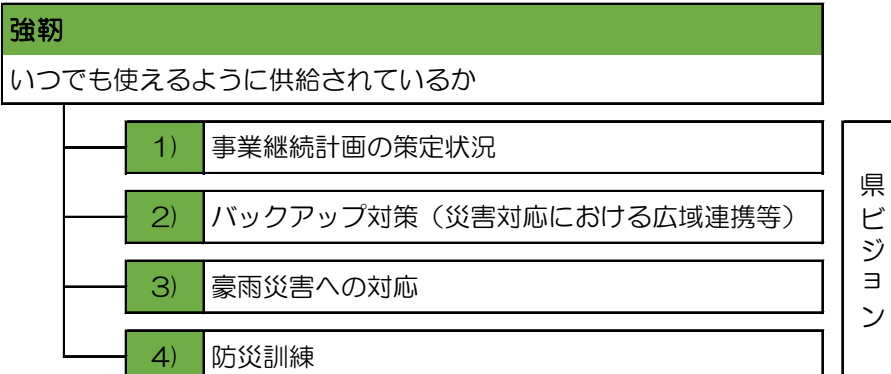 強靱
いつでも使えるように供給されているか
1) 事業継続計画の策定状況
2) バックアップ対策（災害対応における広域連携等）
3) 豪雨災害への対応
4) 防災訓練
県ビジョン